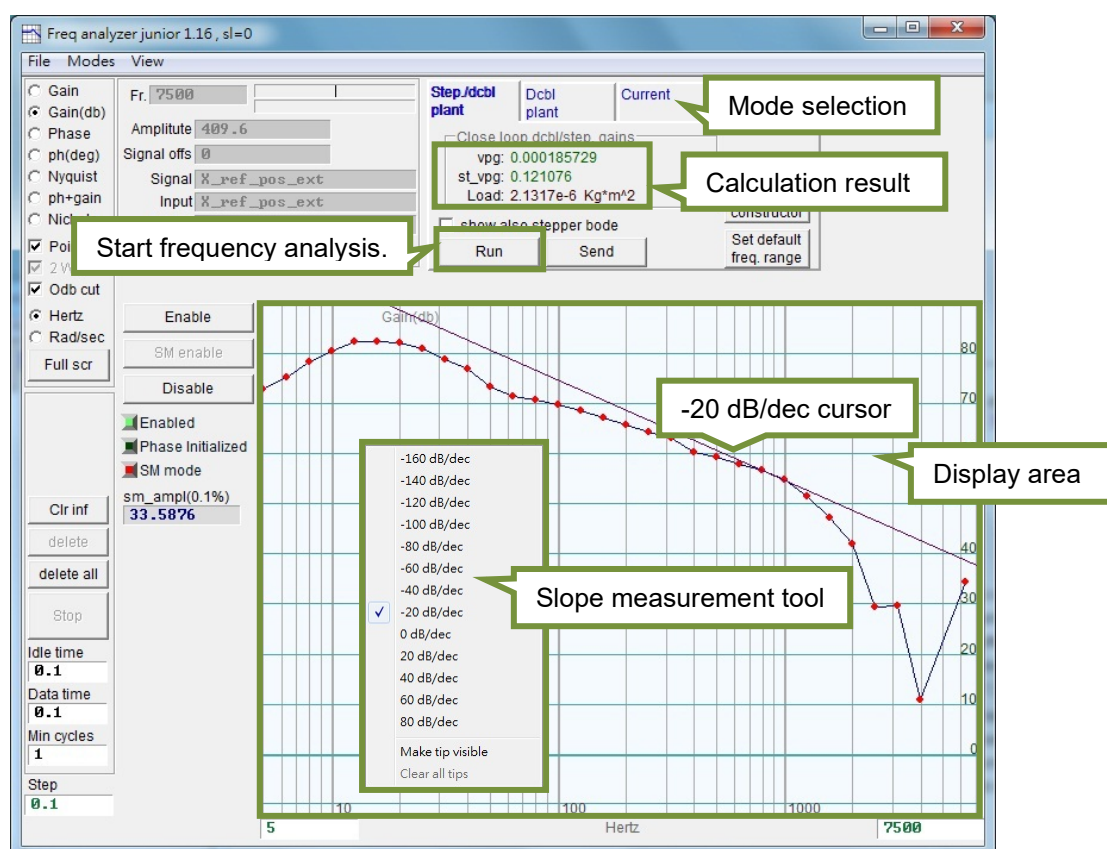 Freq analyzer junior 1.16 , sl=0
File Modes View
Gain
Gain(db)
Phase
ph(deg)
Nyquist
ph+gain
Odb cut
Hertz
Rad/sec
Full scr
Fr. 7500
Amplitute 409.6
Signal offs 0
Signal X_ref_pos_ext
Input X_ref_pos_ext
Step./dcbl plant
Dcbl plant
Current
Mode selection
Close loop dcbl/step. gains
vpg: 0.000185729
st_vpg: 0.121076
Load: 2.1317e-6 Kg*m^2
Calculation result
constructor
show also stepper bode
Start frequency analysis.
Run
Send
Set default
freq. range
Enable
SM enable
Disable
Enabled
Phase Initialized
SM mode
sm_ampl(0.1%)
33.5876
Clr inf
delete
delete all
Stop
Idle time
0.1
Data time
0.1
Min cycles
1
Step
0.1
Gain(db)
80
70
-20 dB/dec cursor
Display area
40
30
20
10
0
-160 dB/dec
-140 dB/dec
-120 dB/dec
-100 dB/dec
-80 dB/dec
-60 dB/dec
-40 dB/dec
-20 dB/dec
0 dB/dec
20 dB/dec
40 dB/dec
60 dB/dec
80 dB/dec
Make tip visible
Clear all tips
Slope measurement tool
10
100
1000
5
Hertz
7500